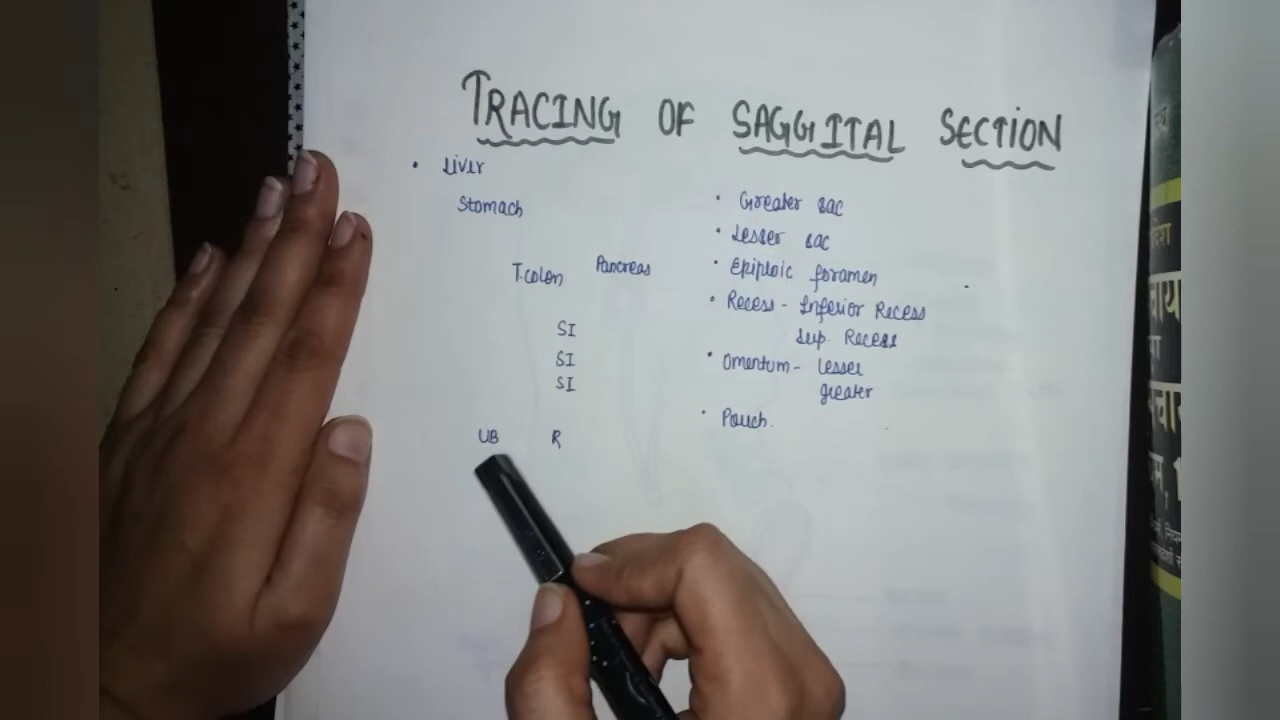 TRACING OF SAGGITAL SECTION
• Liver
Stomach
T.colon Pancreas
SI
SI
SI
UB R
• Greater sac
• Lesser sac
• Epiploic foramen
• Recess - Inferior Recess
Sup. Recess
• Omentum - Lesser
greater
• Pouch.